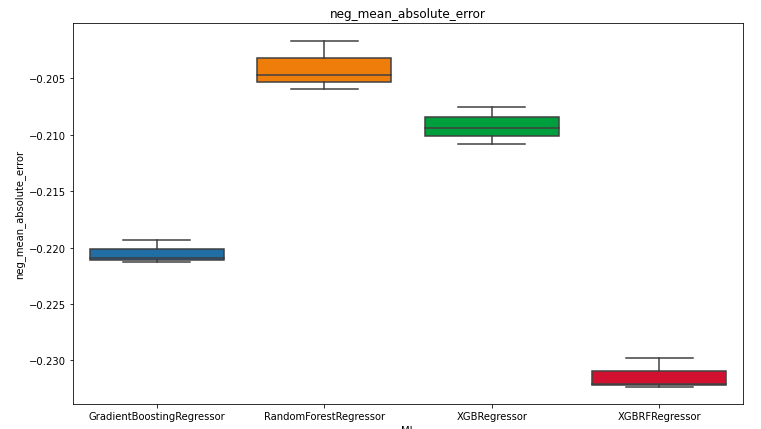 neg_mean_absolute_error
neg_mean_absolute_error
−0.205
−0.210
−0.215
−0.220
−0.225
−0.230
GradientBoostingRegressor RandomForestRegressor XGBRegressor XGBRFRegressor